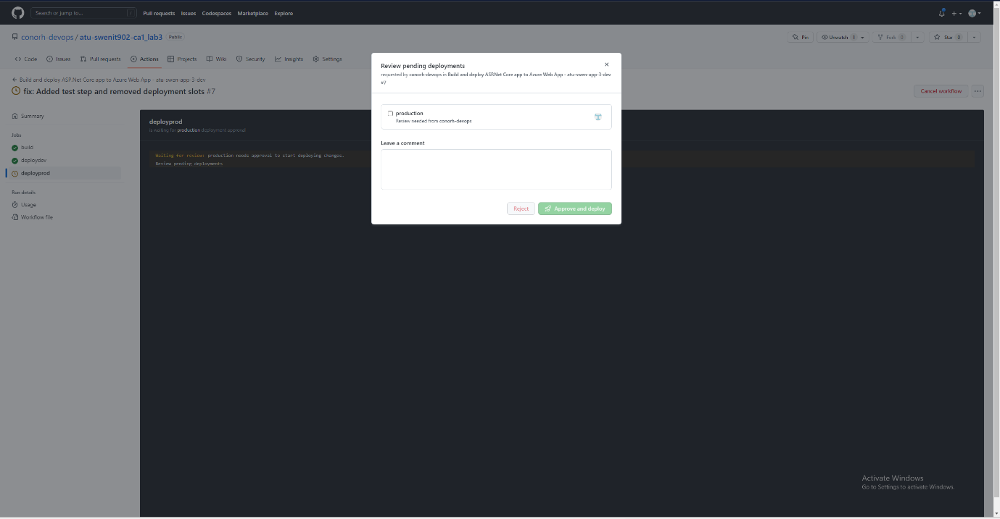 Search or jump to... /
Pull requests Issues Codespaces Marketplace Explore
conorh-devops / atu-swenit902-ca1_lab3 Public
Pin Unwatch 1 Fork 0 Star 0
Code Issues Pull requests Actions Projects Wiki Security Insights Settings
Build and deploy ASP.Net Core app to Azure Web App - atu-swen-app-3-dev
fix: Added test step and removed deployment slots #7
Cancel workflow
Summary
Jobs
build
deploydev
deployprod
Run details
Usage
Workflow file
deployprod
is waiting for production deployment approval
Waiting for review: production needs approval to start deploying changes.
Review pending deployments
Review pending deployments
requested by conorh-devops in Build and deploy ASP.Net Core app to Azure Web App - atu-swen-app-3-dev
#7
production
Review needed from conorh-devops
Leave a comment
Reject Approve and deploy
Activate Windows
Go to Settings to activate Windows.